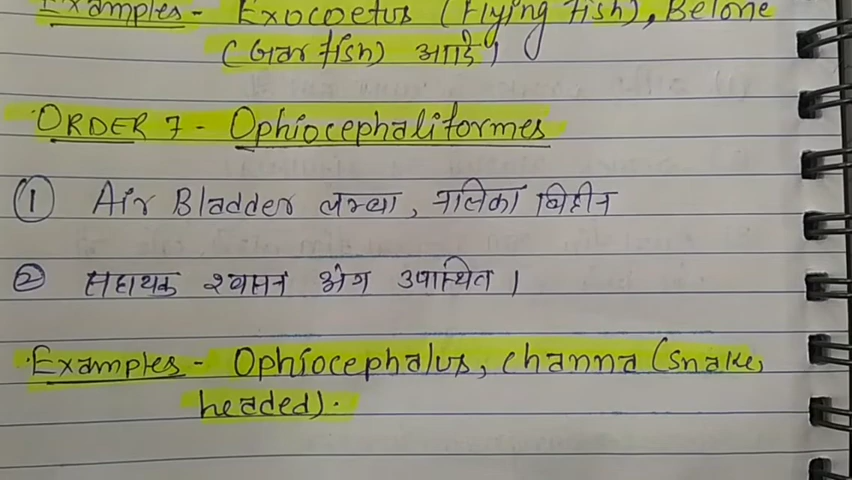 Examples - Exocoetus (Flying fish), Belone
(Gar fish) आदि।
ORDER 7 - Ophiocephaliformes
① Air Bladder लम्बा, नलिका विहीन
② सहायक श्वसन अंग उपस्थित ।
Examples - Ophiocephalus, Channa (Snake,
headed).